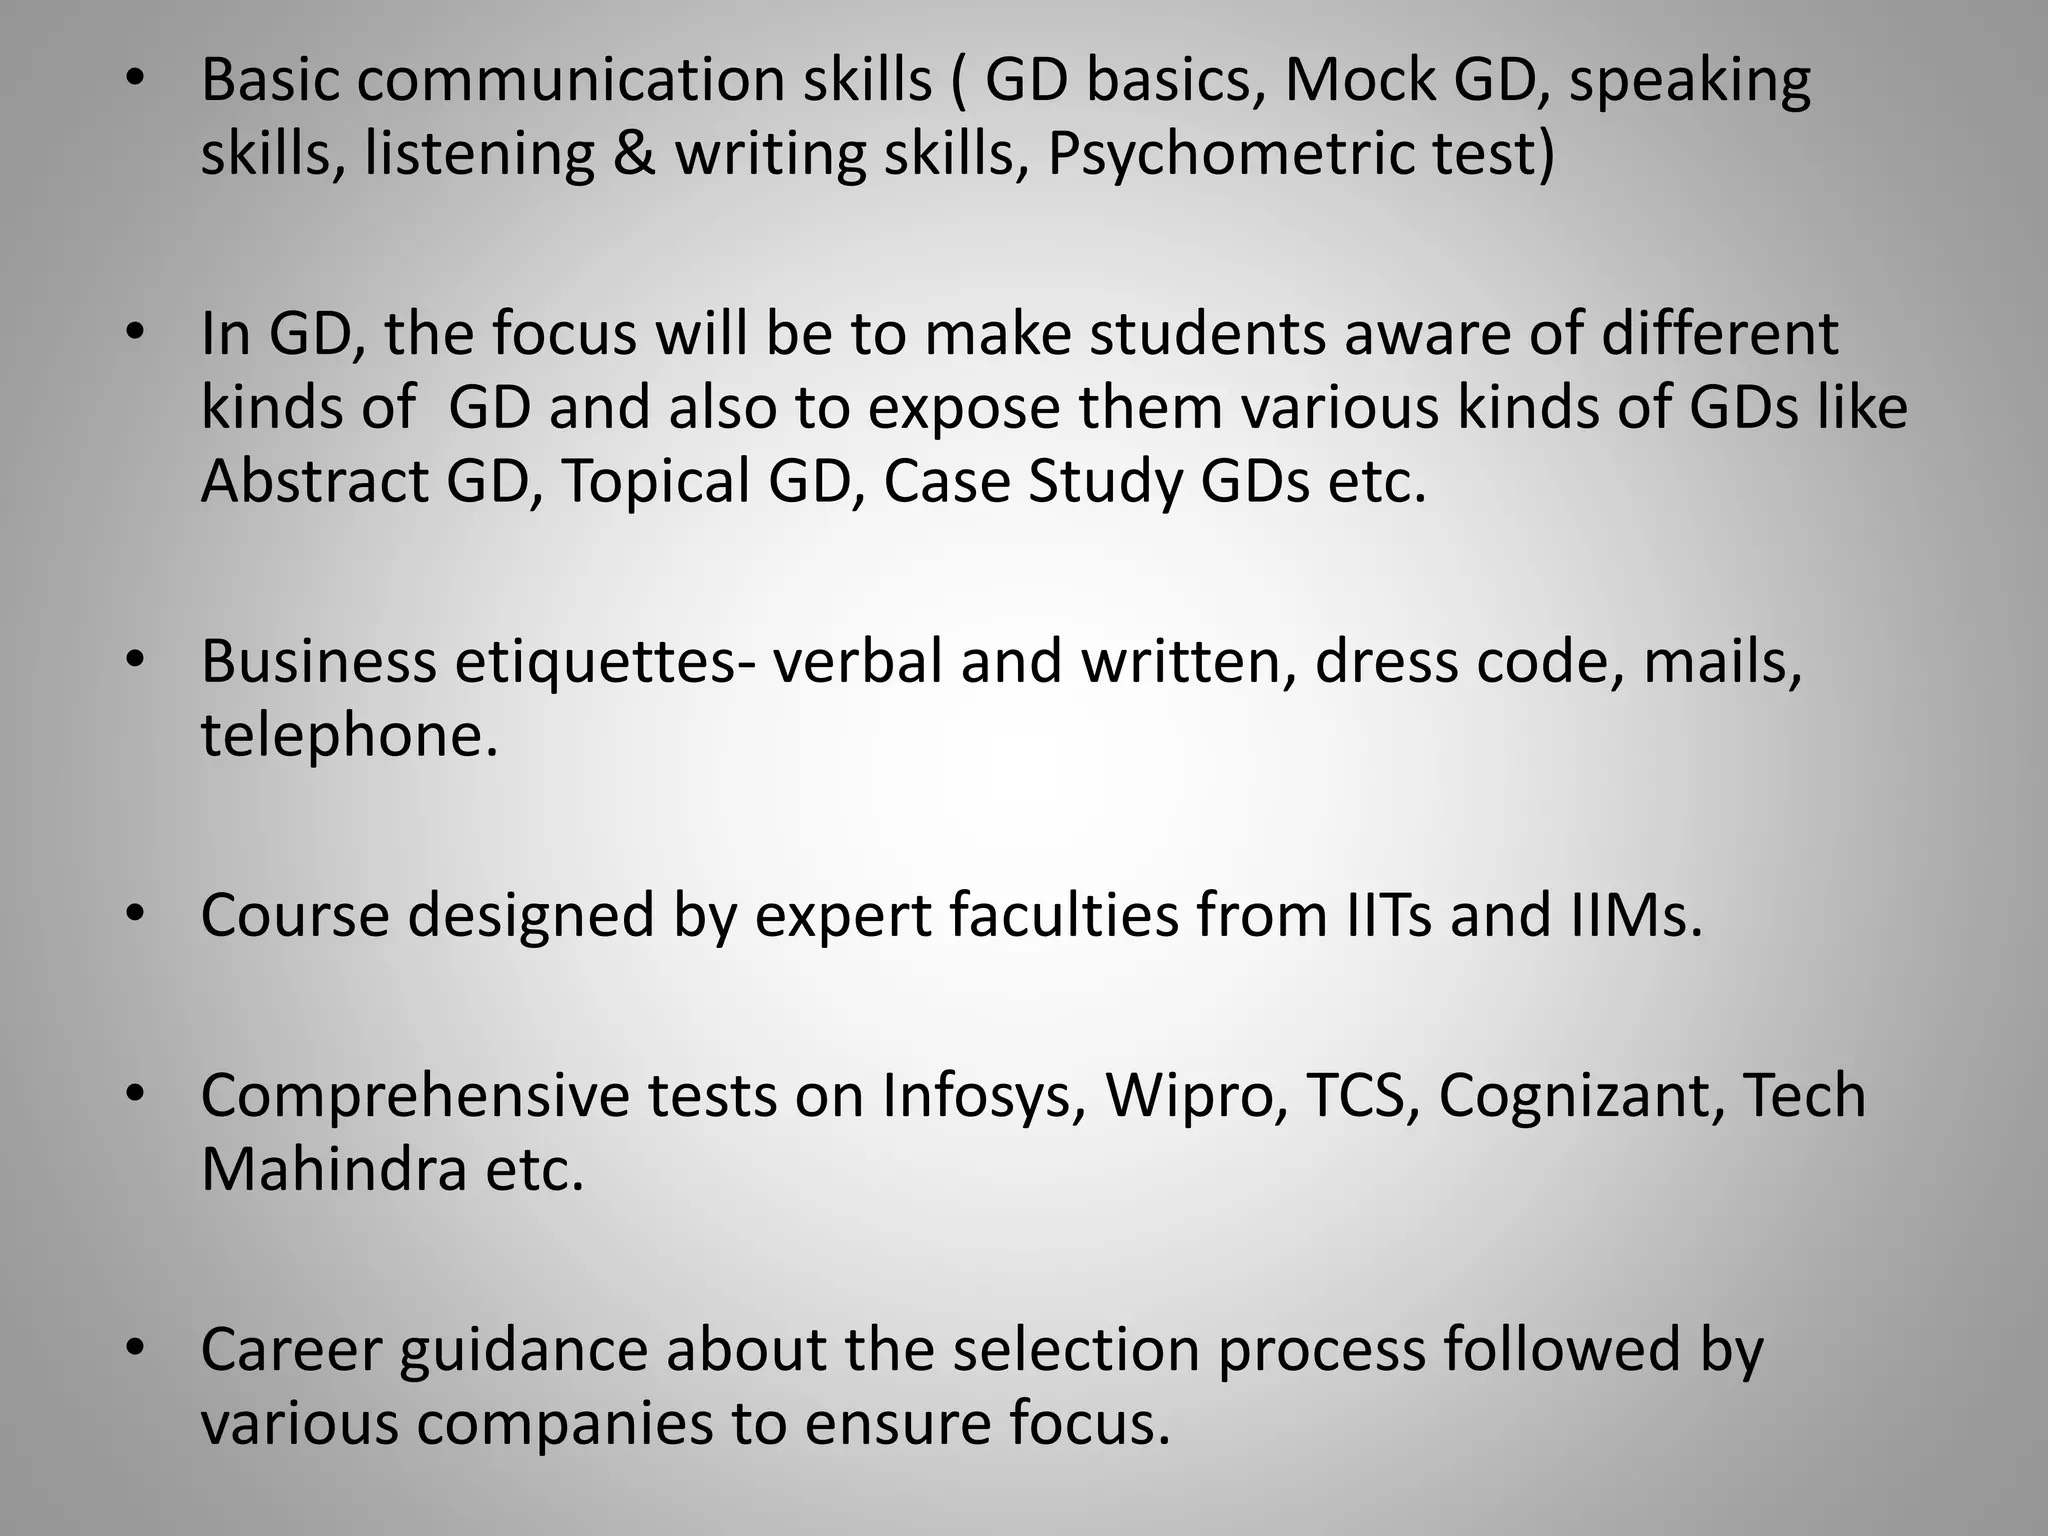 • Basic communication skills ( GD basics, Mock GD, speaking
skills, listening & writing skills, Psychometric test)
• In GD, the focus will be to make students aware of different
kinds of  GD and also to expose them various kinds of GDs like
Abstract GD, Topical GD, Case Study GDs etc.
• Business etiquettes- verbal and written, dress code, mails,
telephone.
• Course designed by expert faculties from IITs and IIMs.
• Comprehensive tests on Infosys, Wipro, TCS, Cognizant, Tech
Mahindra etc.
• Career guidance about the selection process followed by
various companies to ensure focus.